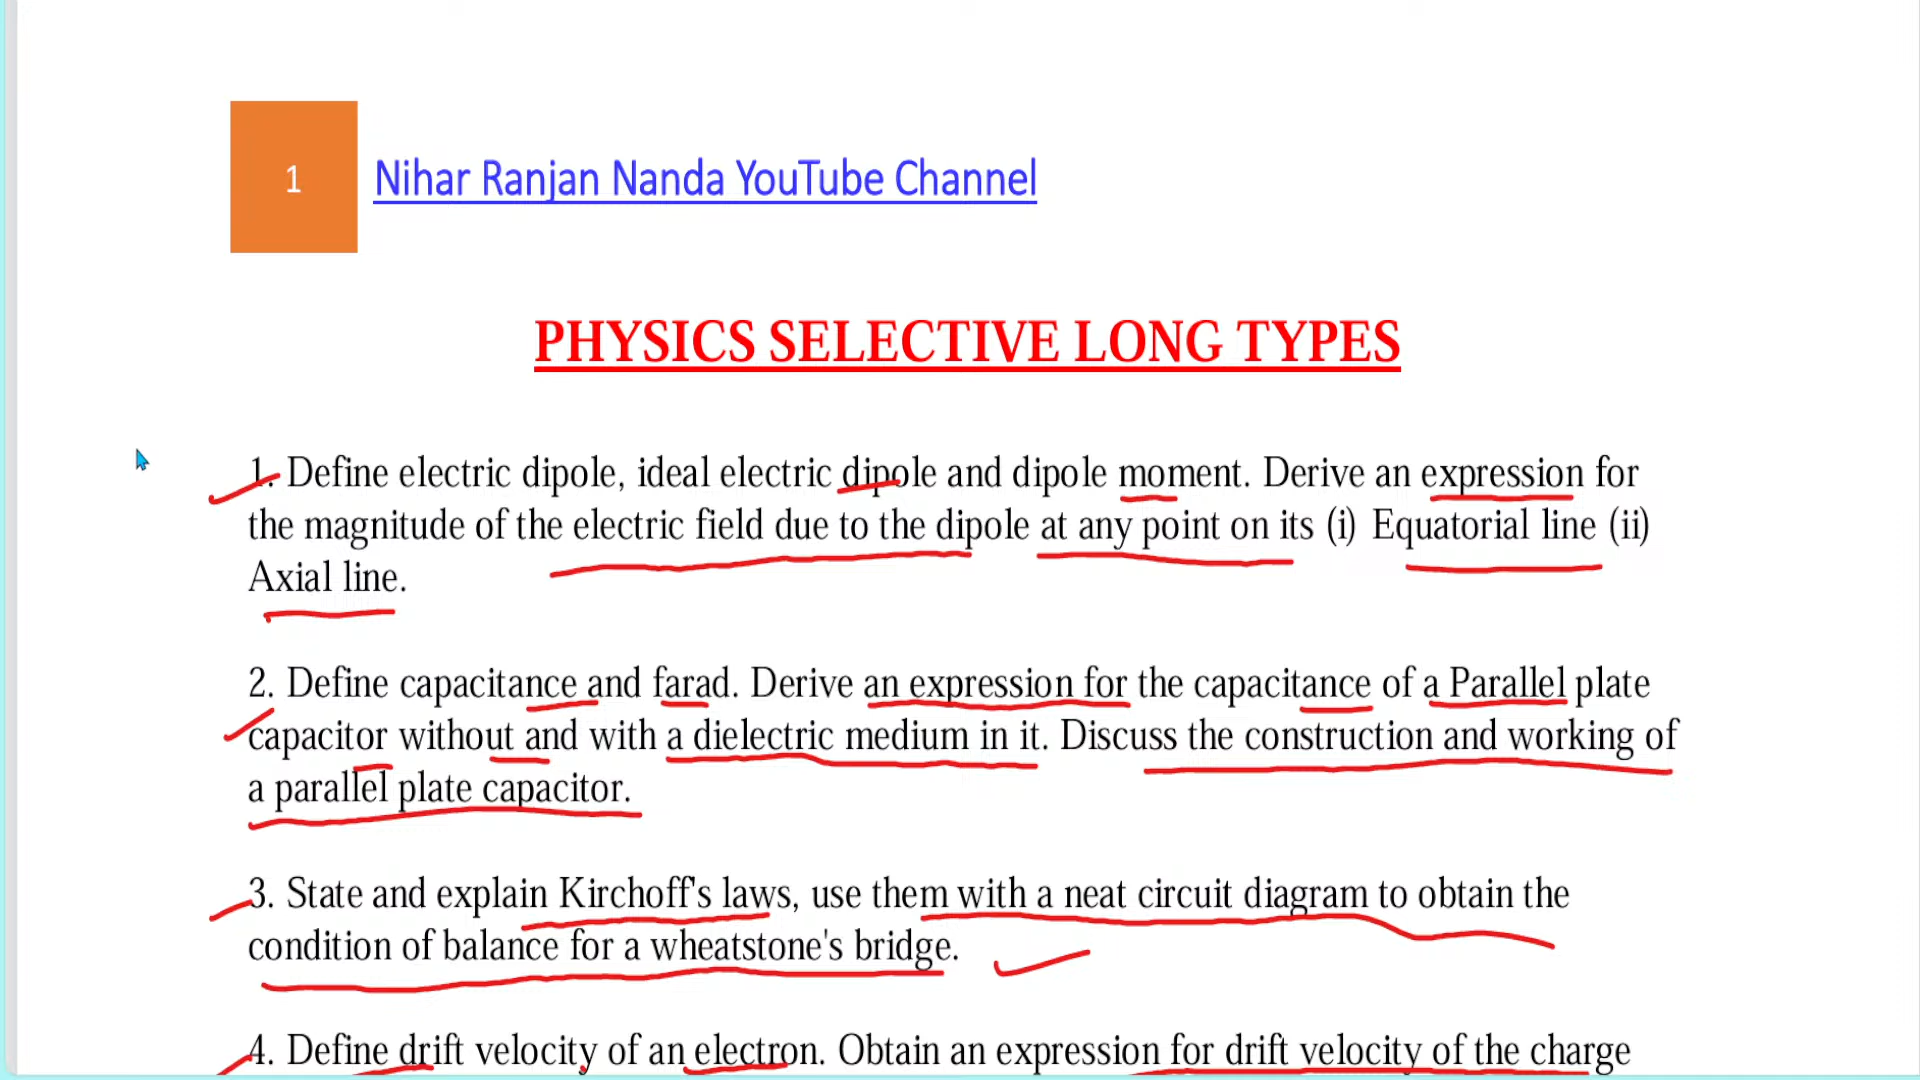 1
Nihar Ranjan Nanda YouTube Channel
PHYSICS SELECTIVE LONG TYPES
1. Define electric dipole, ideal electric dipole and dipole moment. Derive an expression for
the magnitude of the electric field due to the dipole at any point on its (i) Equatorial line (ii)
Axial line.
2. Define capacitance and farad. Derive an expression for the capacitance of a Parallel plate
capacitor without and with a dielectric medium in it. Discuss the construction and working of
a parallel plate capacitor.
3. State and explain Kirchoff's laws, use them with a neat circuit diagram to obtain the
condition of balance for a wheatstone's bridge.
4. Define drift velocity of an electron. Obtain an expression for drift velocity of the charge